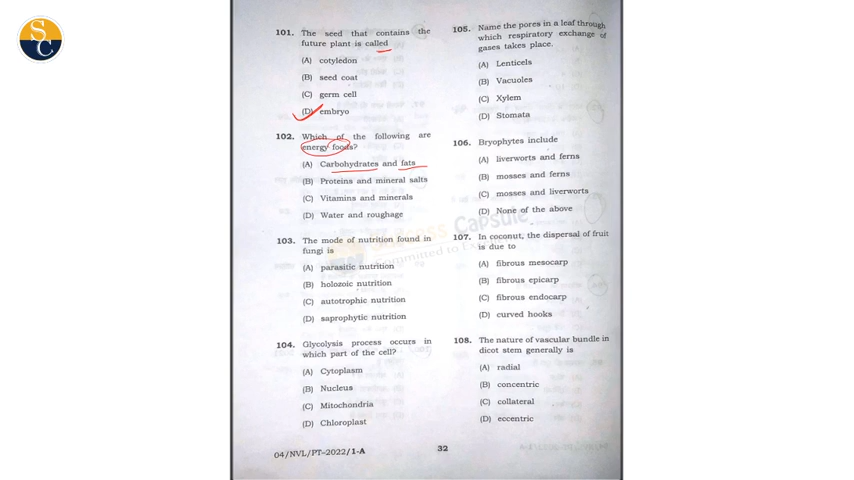 S
C
101. The seed that contains the
future plant is called
(A) cotyledon
(B) seed coat
(C) germ cell
(D) embryo
102. Which of the following are
energy foods?
(A) Carbohydrates and fats
(B) Proteins and mineral salts
(C) Vitamins and minerals
(D) Water and roughage
103. The mode of nutrition found in
fungi is
(A) parasitic nutrition
(B) holozoic nutrition
(C) autotrophic nutrition
(D) saprophytic nutrition
104. Glycolysis process occurs in
which part of the cell?
(A) Cytoplasm
(B) Nucleus
(C) Mitochondria
(D) Chloroplast
105. Name the pores in a leaf through
which respiratory exchange of
gases takes place.
(A) Lenticels
(B) Vacuoles
(C) Xylem
(D) Stomata
106. Bryophytes include
(A) liverworts and ferns
(B) mosses and ferns
(C) mosses and liverworts
(D) None of the above
107. In coconut, the dispersal of fruit
is due to
(A) fibrous mesocarp
(B) fibrous epicarp
(C) fibrous endocarp
(D) curved hooks
108. The nature of vascular bundle in
dicot stem generally is
(A) radial
(B) concentric
(C) collateral
(D) eccentric
Success Capsule
Committed to
04/NVL/PT-2022/1-A
32